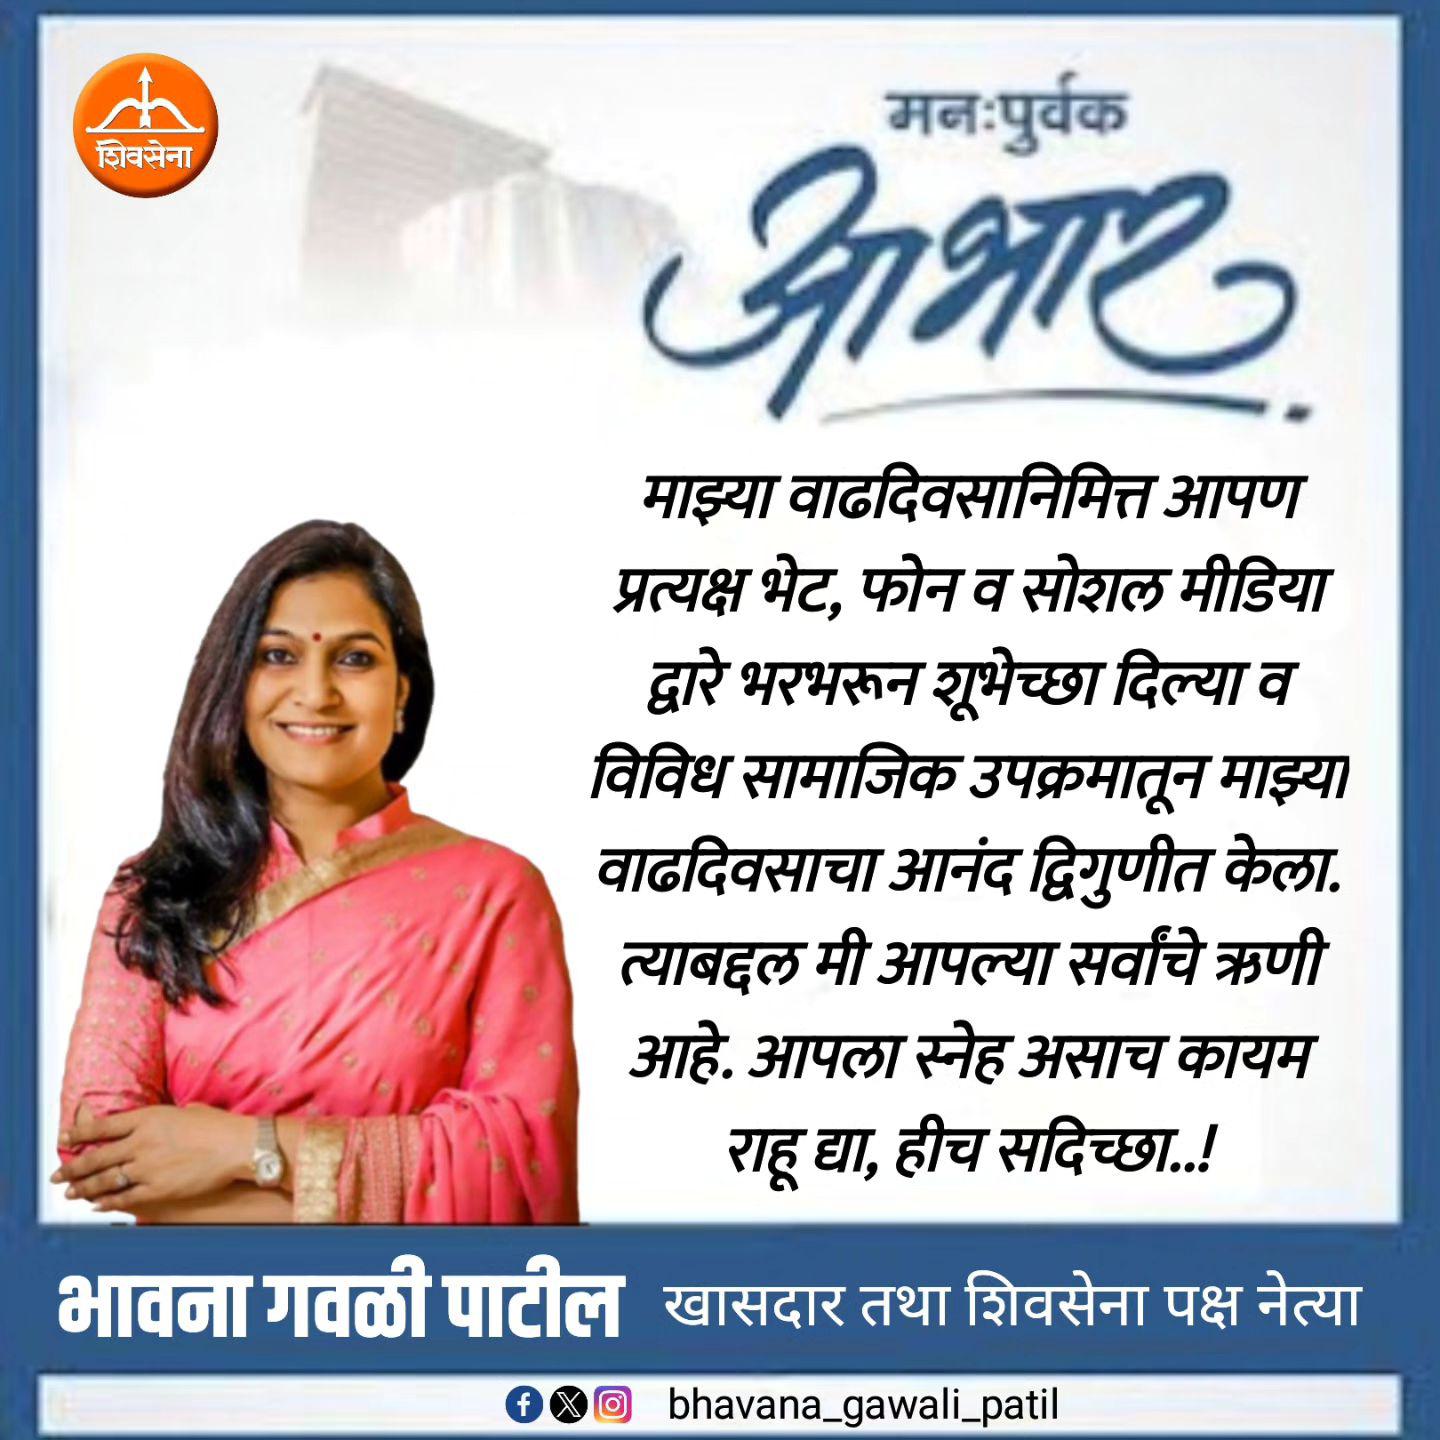 शिवसेना
मनःपुर्वक
आभार
माझ्या वाढदिवसानिमित्त आपण
प्रत्यक्ष भेट, फोन व सोशल मीडिया
द्वारे भरभरून शूभेच्छा दिल्या व
विविध सामाजिक उपक्रमातून माझ्या
वाढदिवसाचा आनंद द्विगुणीत केला.
त्याबद्दल मी आपल्या सर्वांचे ऋणी
आहे. आपला स्नेह असाच कायम
राहू द्या, हीच सदिच्छा..!
भावना गवळी पाटील खासदार तथा शिवसेना पक्ष नेत्या
bhavana_gawali_patil